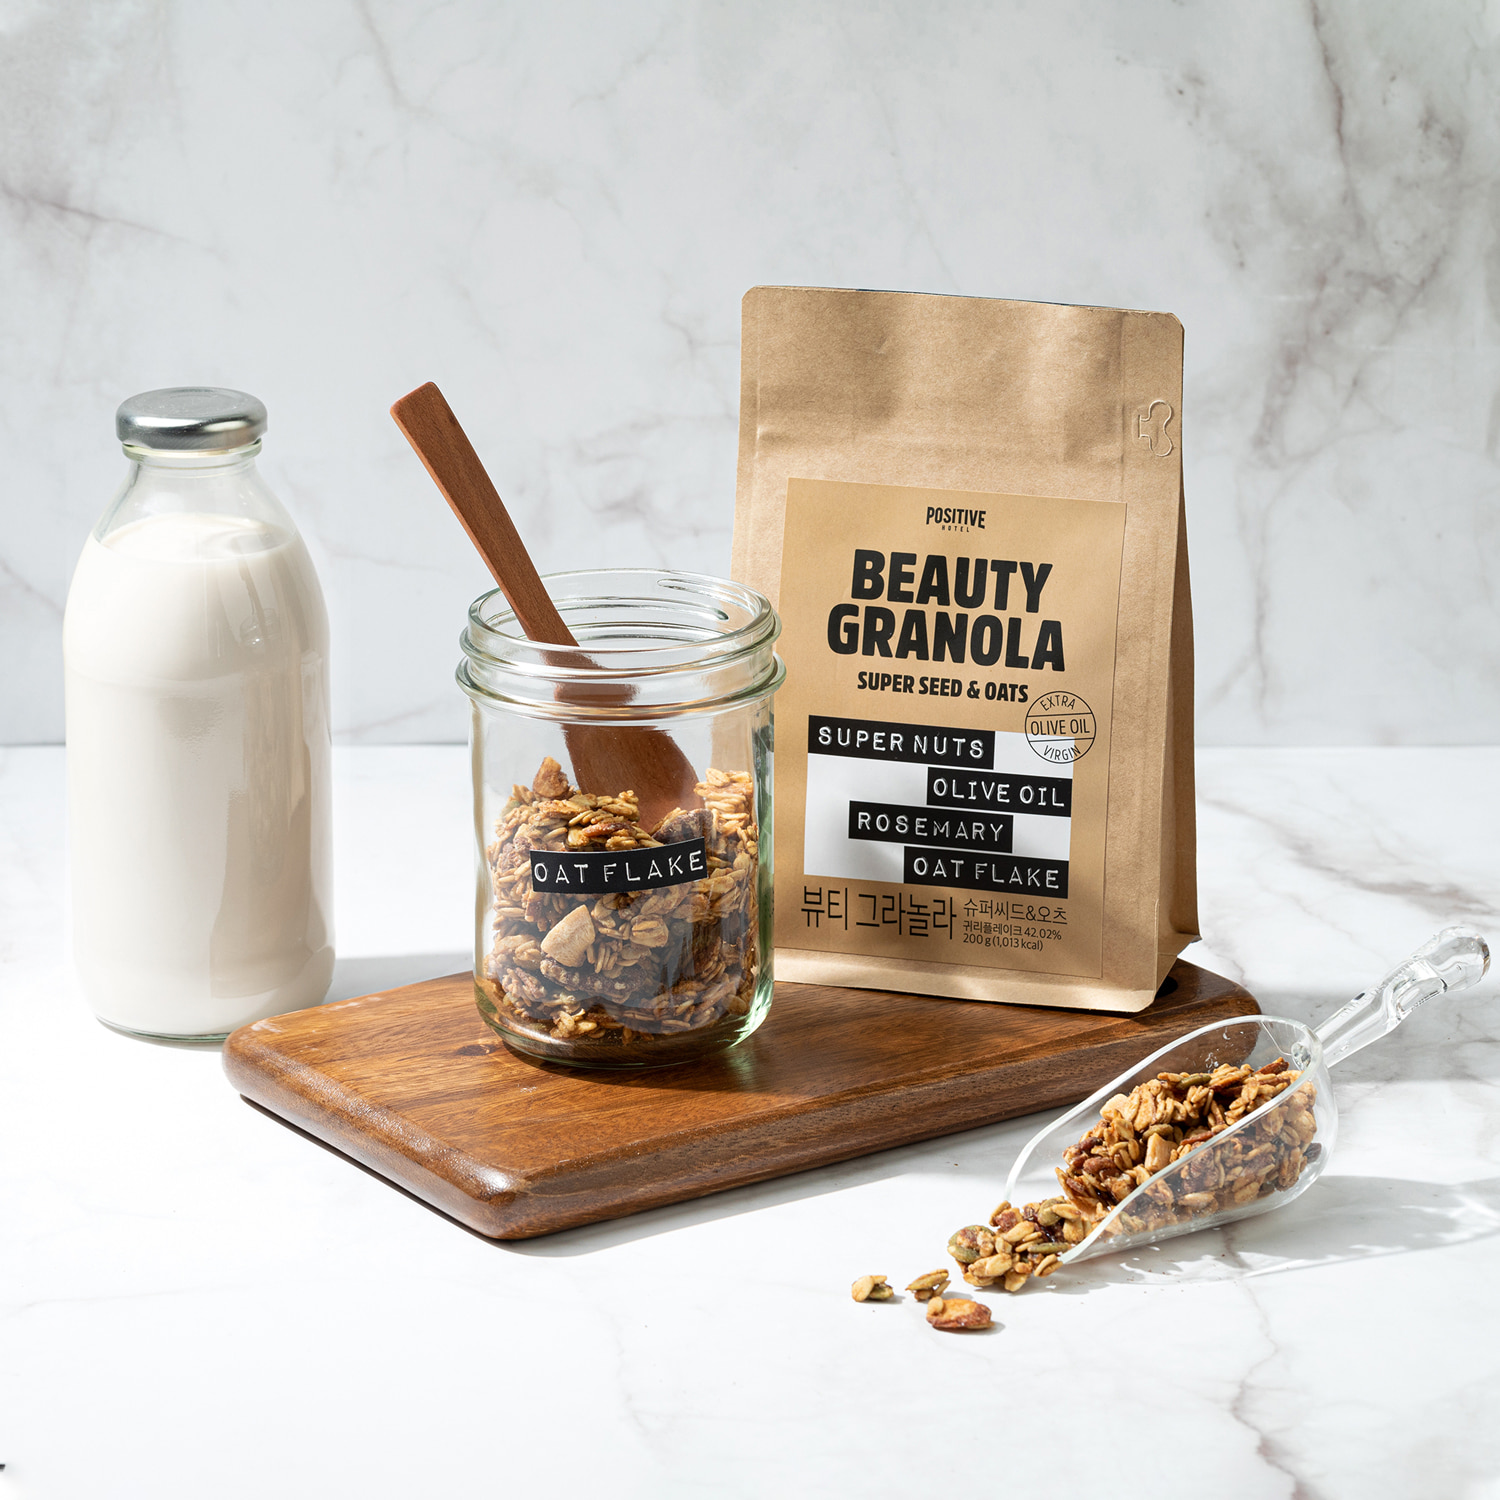 POSITIVE
HOTEL
BEAUTY
GRANOLA
SUPER SEED & OATS
EXTRA
OLIVE OIL
VIRGIN
SUPER NUTS
OLIVE OIL
ROSEMARY
OAT FLAKE
뷰티 그라놀라
슈퍼씨드&오츠
귀리플레이크 42.02%
200 g (1,013 kcal)
OAT FLAKE